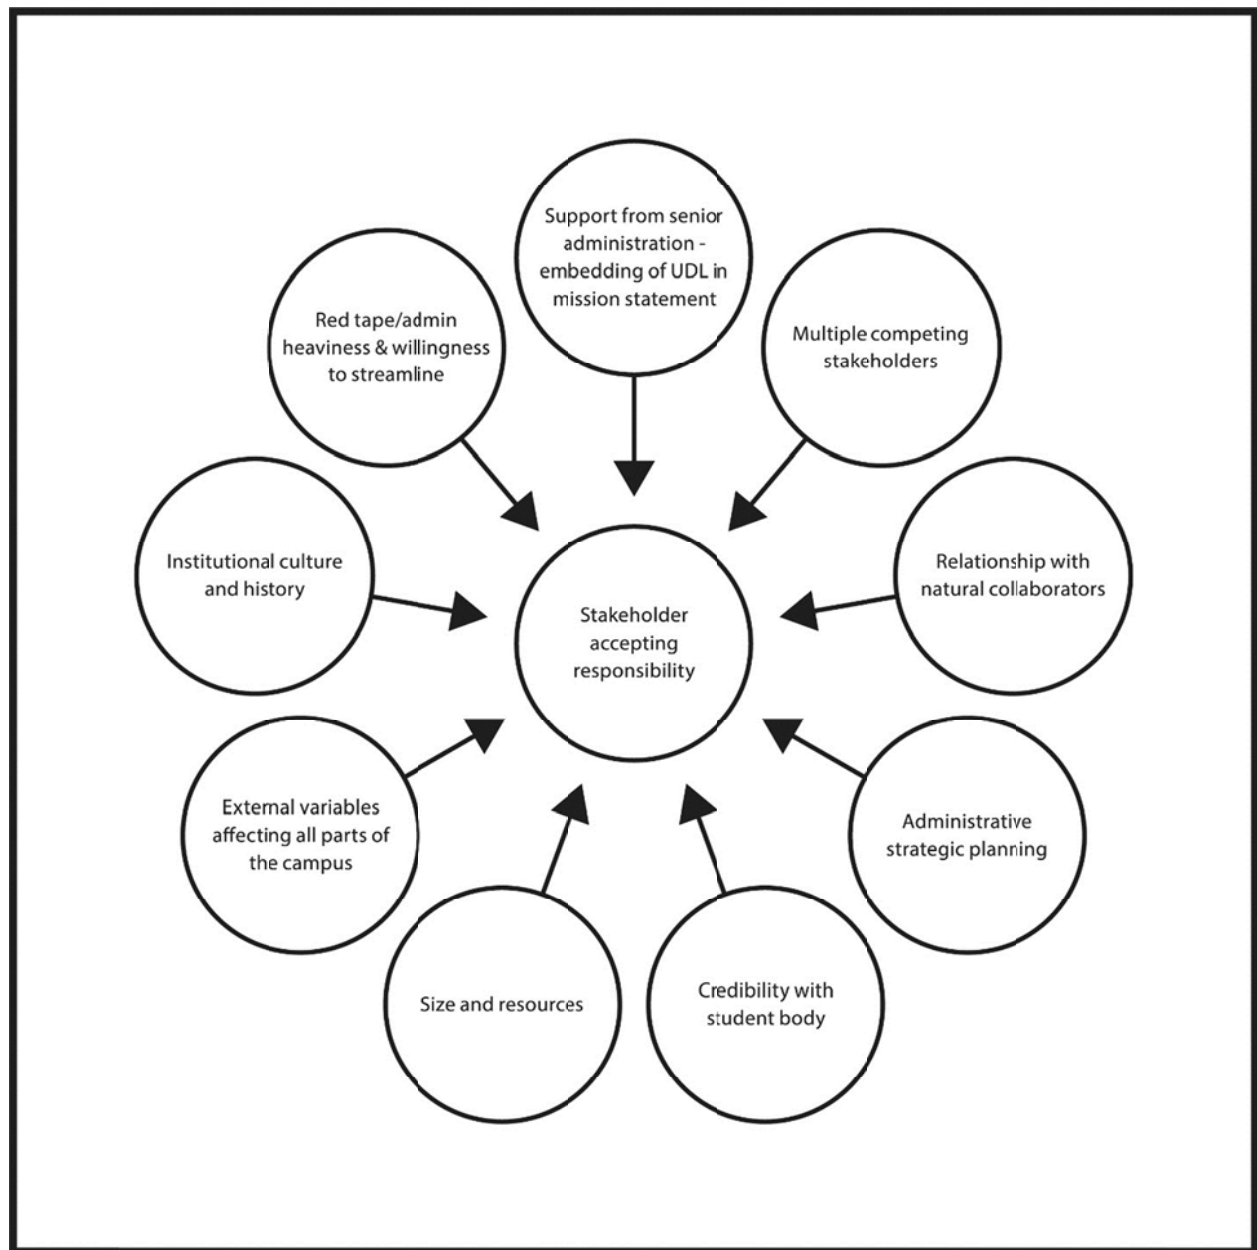 Support from senior
administration -
embedding of UDL in
mission statement
Multiple competing
stakeholders
Relationship with
natural collaborators
Administrative
strategic planning
Credibility with
student body
Size and resources
External variables
affecting all parts of
the campus
Institutional culture
and history
Red tape/admin
heaviness & willingness
to streamline
Stakeholder
accepting
responsibility